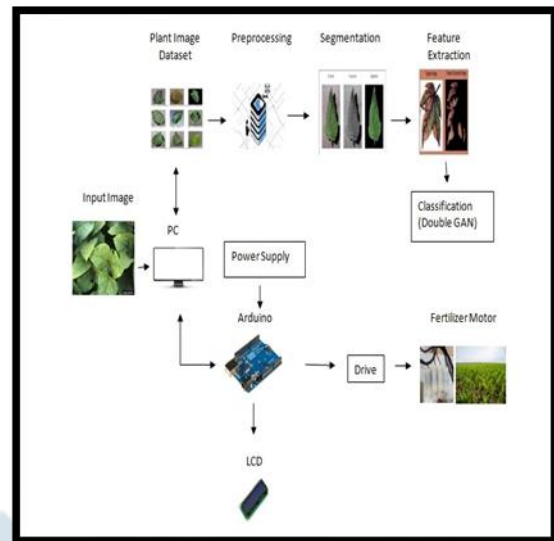 Plant Image
Dataset
Preprocessing
Segmentation
Feature
Extraction
Input Image
PC
Classification
(Double GAN)
Power Supply
Arduino
Fertilizer Motor
Drive
LCD